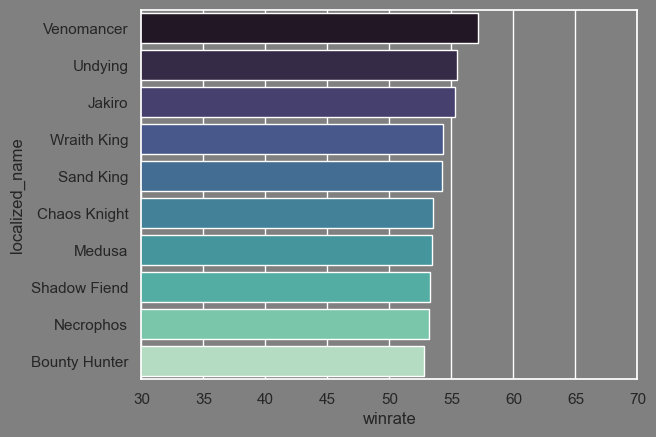 localized_name
Venomancer
Undying
Jakiro
Wraith King
Sand King
Chaos Knight
Medusa
Shadow Fiend
Necrophos
Bounty Hunter
30 35 40 45 50 55 60 65 70
winrate